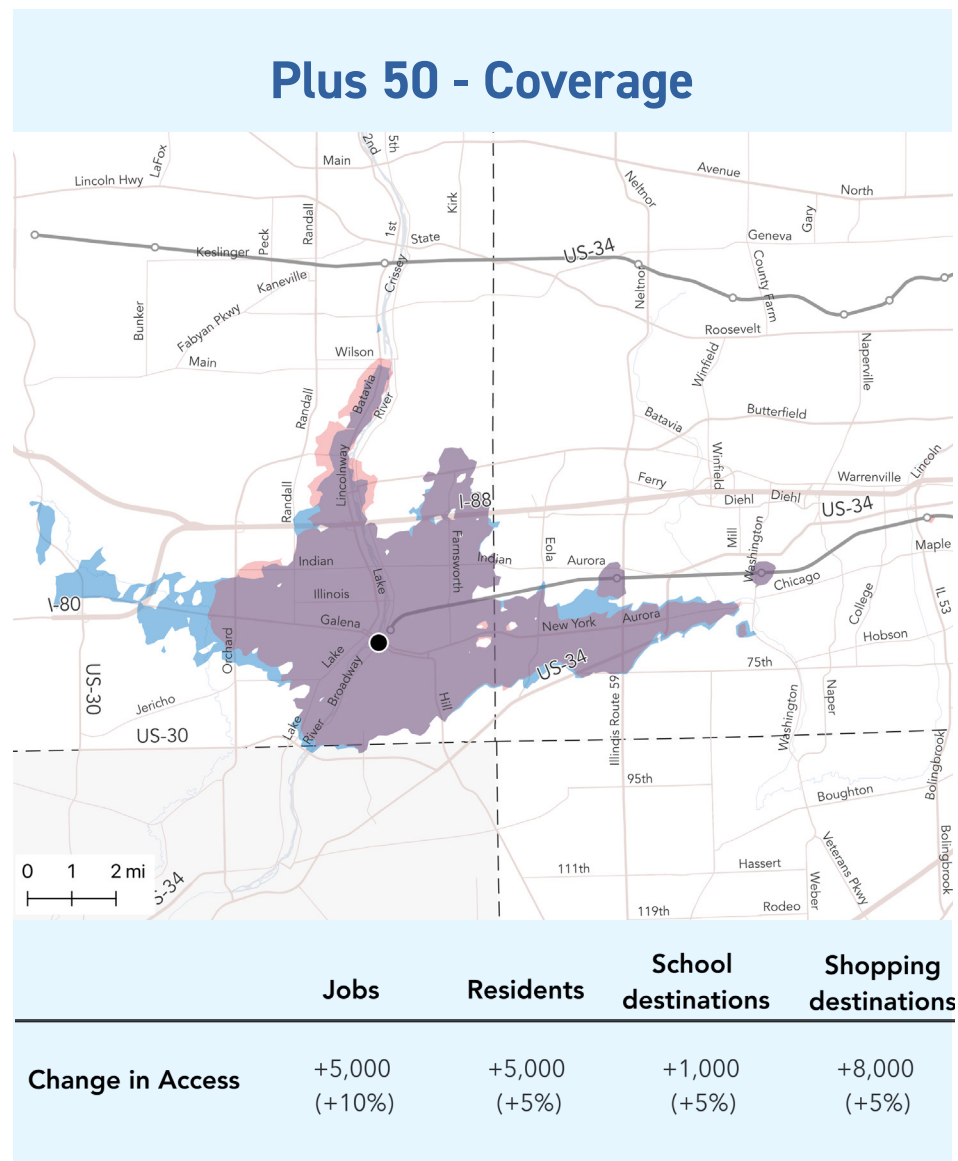 Plus 50 - Coverage
2nd
5th
LaFox
Main
Lincoln Hwy
Avenue
Neltnor
North
Kirk
Randall
Peck
1st
State
Gary
Geneva
Keslinger
US-34
Crissey
Kaneville
Neltnor
County Farm
Bunker
Fabyan Pkwy
Roosevelt
Main
Wilson
Winfield
Naperville
Batavia
River
Randall
Batavia
Butterfield
Lincolnway
Winfield
Lincoln
Ferry
Warrenville
Randall
I-88
Diehl
Diehl
US-34
Mill
Washington
Maple
Indian
Farnsworth
Indian
Eola
Aurora
Lake
Chicago
College
IL 53
I-80
Illinois
Galena
New York
Aurora
Hobson
Orchard
Lake
Broadway
US-34
75th
US-30
Jericho
Hill
Lake
River
Illinois Route 59
Washington
Naper
US-30
Bolingbrook
95th
Boughton
Bolingbrook
111th
Hassert
Veterans Pkwy
Weber
Rodeo
119th
0 1 2 mi
S-34
Jobs
Residents
School
destinations
Shopping
destinations
Change in Access
+5,000
(+10%)
+5,000
(+5%)
+1,000
(+5%)
+8,000
(+5%)